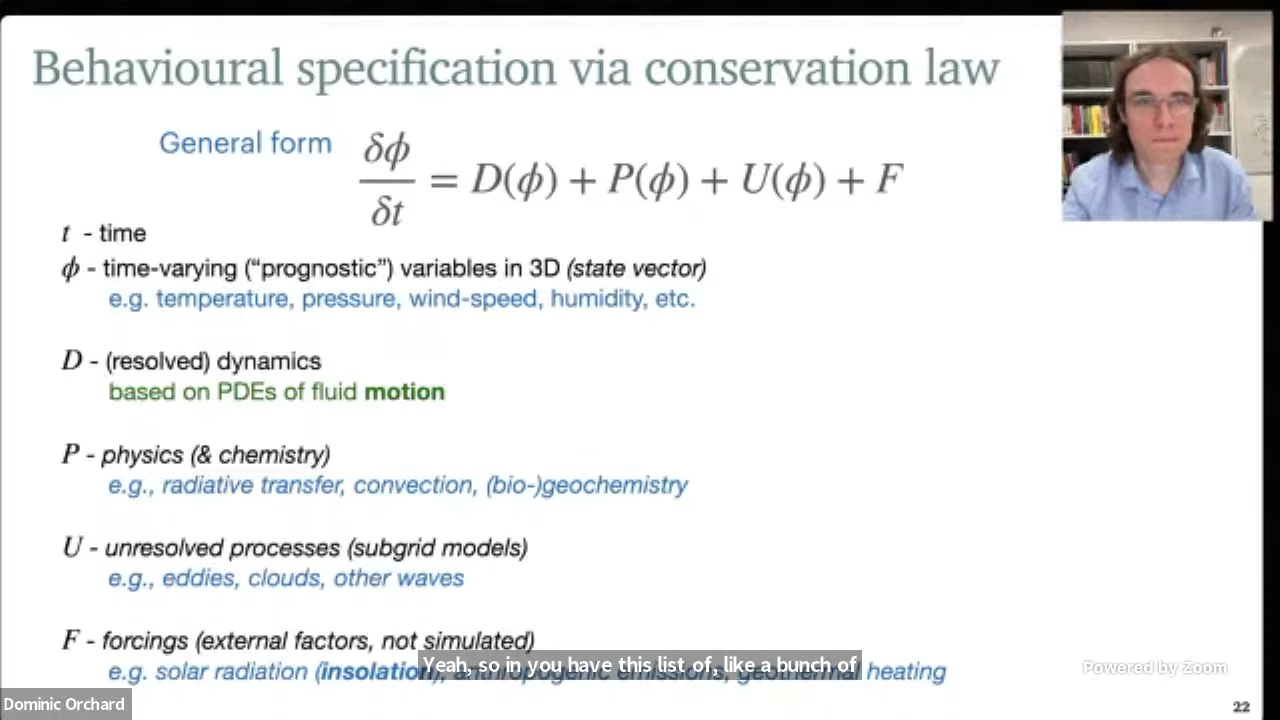 Behavioural specification via conservation law
General form δϕ/δt = D(ϕ) + P(ϕ) + U(ϕ) + F
t - time
ϕ - time-varying (“prognostic”) variables in 3D (state vector)
e.g. temperature, pressure, wind-speed, humidity, etc.
D - (resolved) dynamics
based on PDEs of fluid motion
P - physics (& chemistry)
e.g., radiative transfer, convection, (bio-)geochemistry
U - unresolved processes (subgrid models)
e.g., eddies, clouds, other waves
F - forcings (external factors, not simulated)
e.g. solar radiation (insolation), anthropogenic emissions, geothermal heating
Yeah, so in you have this list of, like a bunch of
Powered by Zoom
Dominic Orchard
22